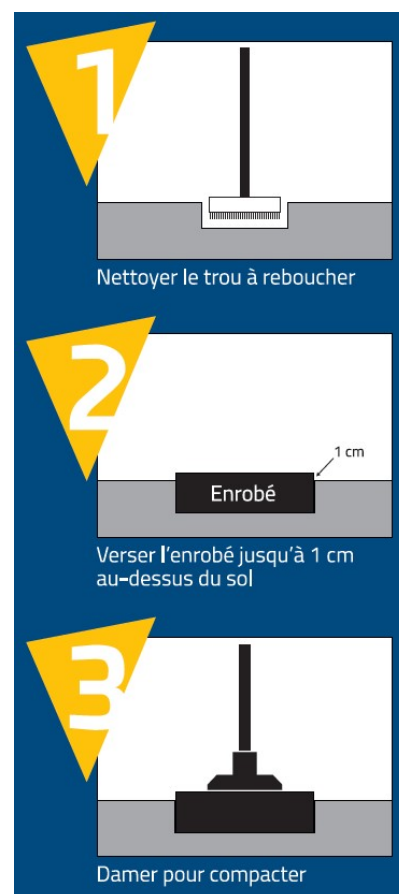 1
Nettoyer le trou à reboucher
2
1 cm
Enrobé
Verser l'enrobé jusqu'à 1 cm
au-dessus du sol
3
Damer pour compacter